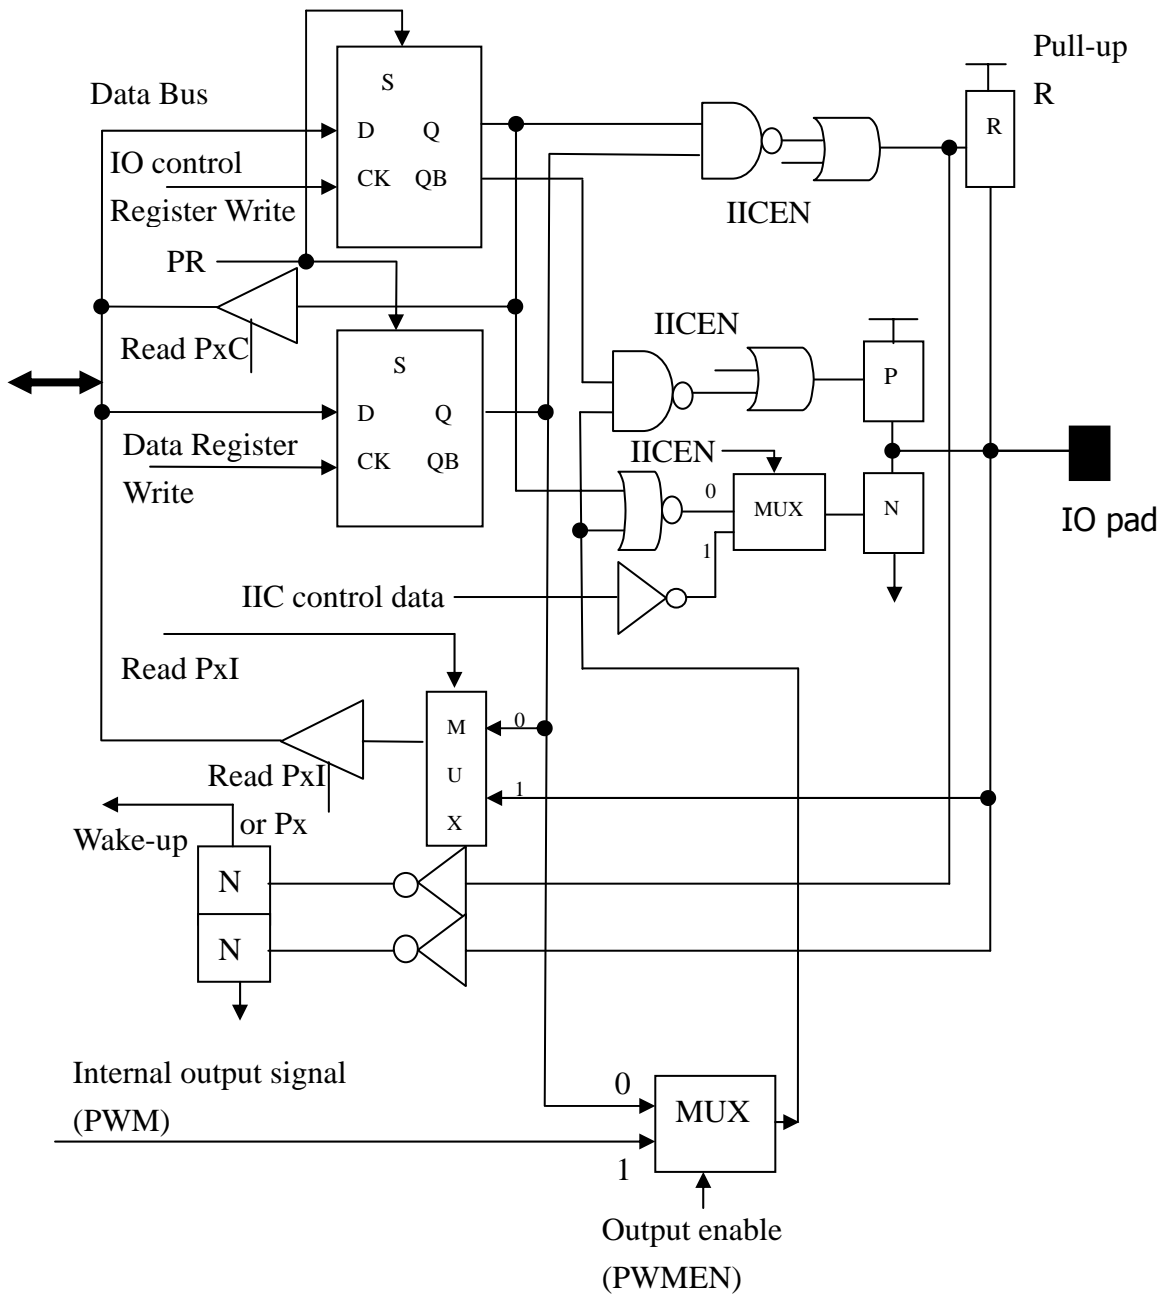 Pull-up
R
Data Bus
S
D
Q
R
IO control
CK
QB
Register Write
IICEN
PR
IICEN
Read PxC
S
P
D
Q
Data Register
IICEN
CK
QB
Write
0
MUX
N
IO pad
1
IIC control data
Read PxI
M
0
U
Read PxI
1
or Px
X
Wake-up
N
N
Internal output signal
0
(PWM)
MUX
1
Output enable
(PWMEN)